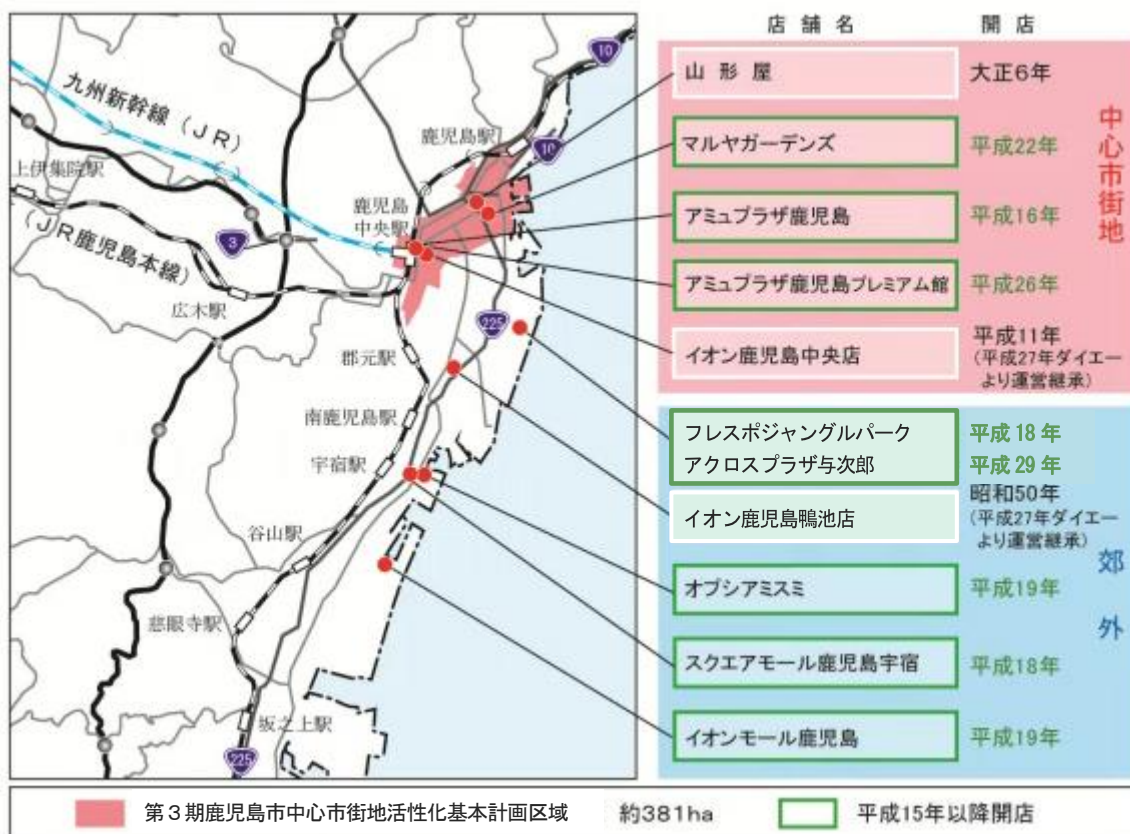 店舗名 開店
山形屋 大正6年
マルヤガーデンズ 平成22年
アミュプラザ鹿児島 平成16年
アミュプラザ鹿児島プレミアム館 平成26年
イオン鹿児島中央店 平成11年
(平成27年ダイエー
より運営継承)
中心市街地
フレスポジャングルパーク 平成18年
アクロスプラザ与次郎 平成29年
イオン鹿児島鴨池店 昭和50年
(平成27年ダイエー
より運営継承)
オプシアミスミ 平成19年
スクエアモール鹿児島宇宿 平成18年
イオンモール鹿児島 平成19年
郊外
10
九州新幹線(JR)
鹿児島駅
10
上伊集院駅
鹿児島
中央駅
3
(JR鹿児島本線)
広木駅
225
郡元駅
南鹿児島駅
宇宿駅
谷山駅
慈眼寺駅
坂之上駅
225
第3期鹿児島市中心市街地活性化基本計画区域 約381ha 平成15年以降開店